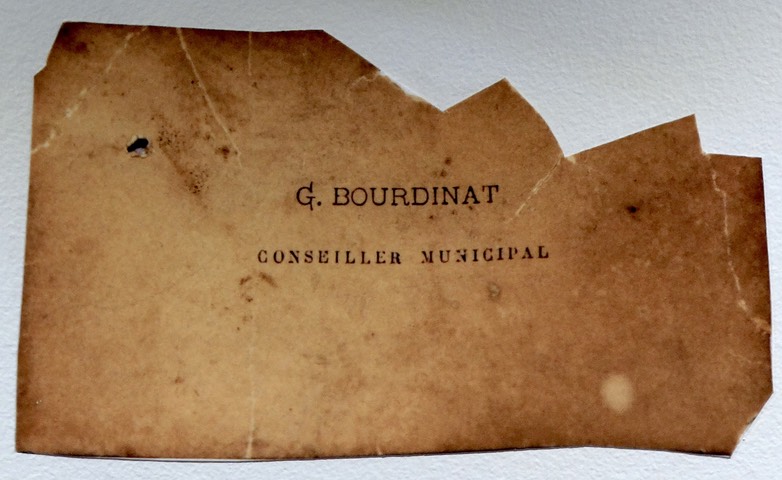 G. BOURDINAT
CONSEILLER MUNICIPAL